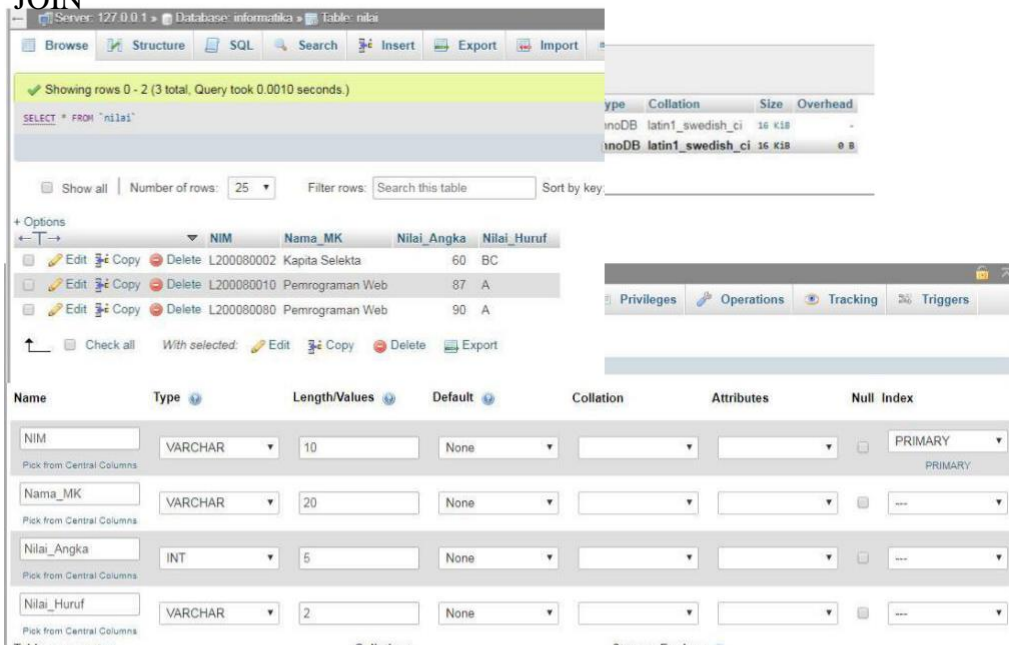 JOIN
Server: 127.0.0.1 » Database: informatika » Table: nilai
Browse Structure SQL Search Insert Export Import
Showing rows 0 - 2 (3 total, Query took 0.0010 seconds.)
SELECT * FROM `nilai`
ype Collation Size Overhead
nnoDB latin1_swedish_ci 16 KiB -
nnoDB latin1_swedish_ci 16 KiB 0 B
Show all | Number of rows: 25 Filter rows: Search this table Sort by key:
+ Options
←T→ NIM Nama_MK Nilai_Angka Nilai_Huruf
Edit Copy Delete L200080002 Kapita Selekta 60 BC
Edit Copy Delete L200080010 Pemrograman Web 87 A
Edit Copy Delete L200080080 Pemrograman Web 90 A
Check all With selected: Edit Copy Delete Export
Privileges Operations Tracking Triggers
Name Type Length/Values Default Collation Attributes Null Index
NIM VARCHAR 10 None PRIMARY
Pick from Central Columns PRIMARY
Nama_MK VARCHAR 20 None ---
Pick from Central Columns
Nilai_Angka INT 5 None ---
Pick from Central Columns
Nilai_Huruf VARCHAR 2 None ---
Pick from Central Columns